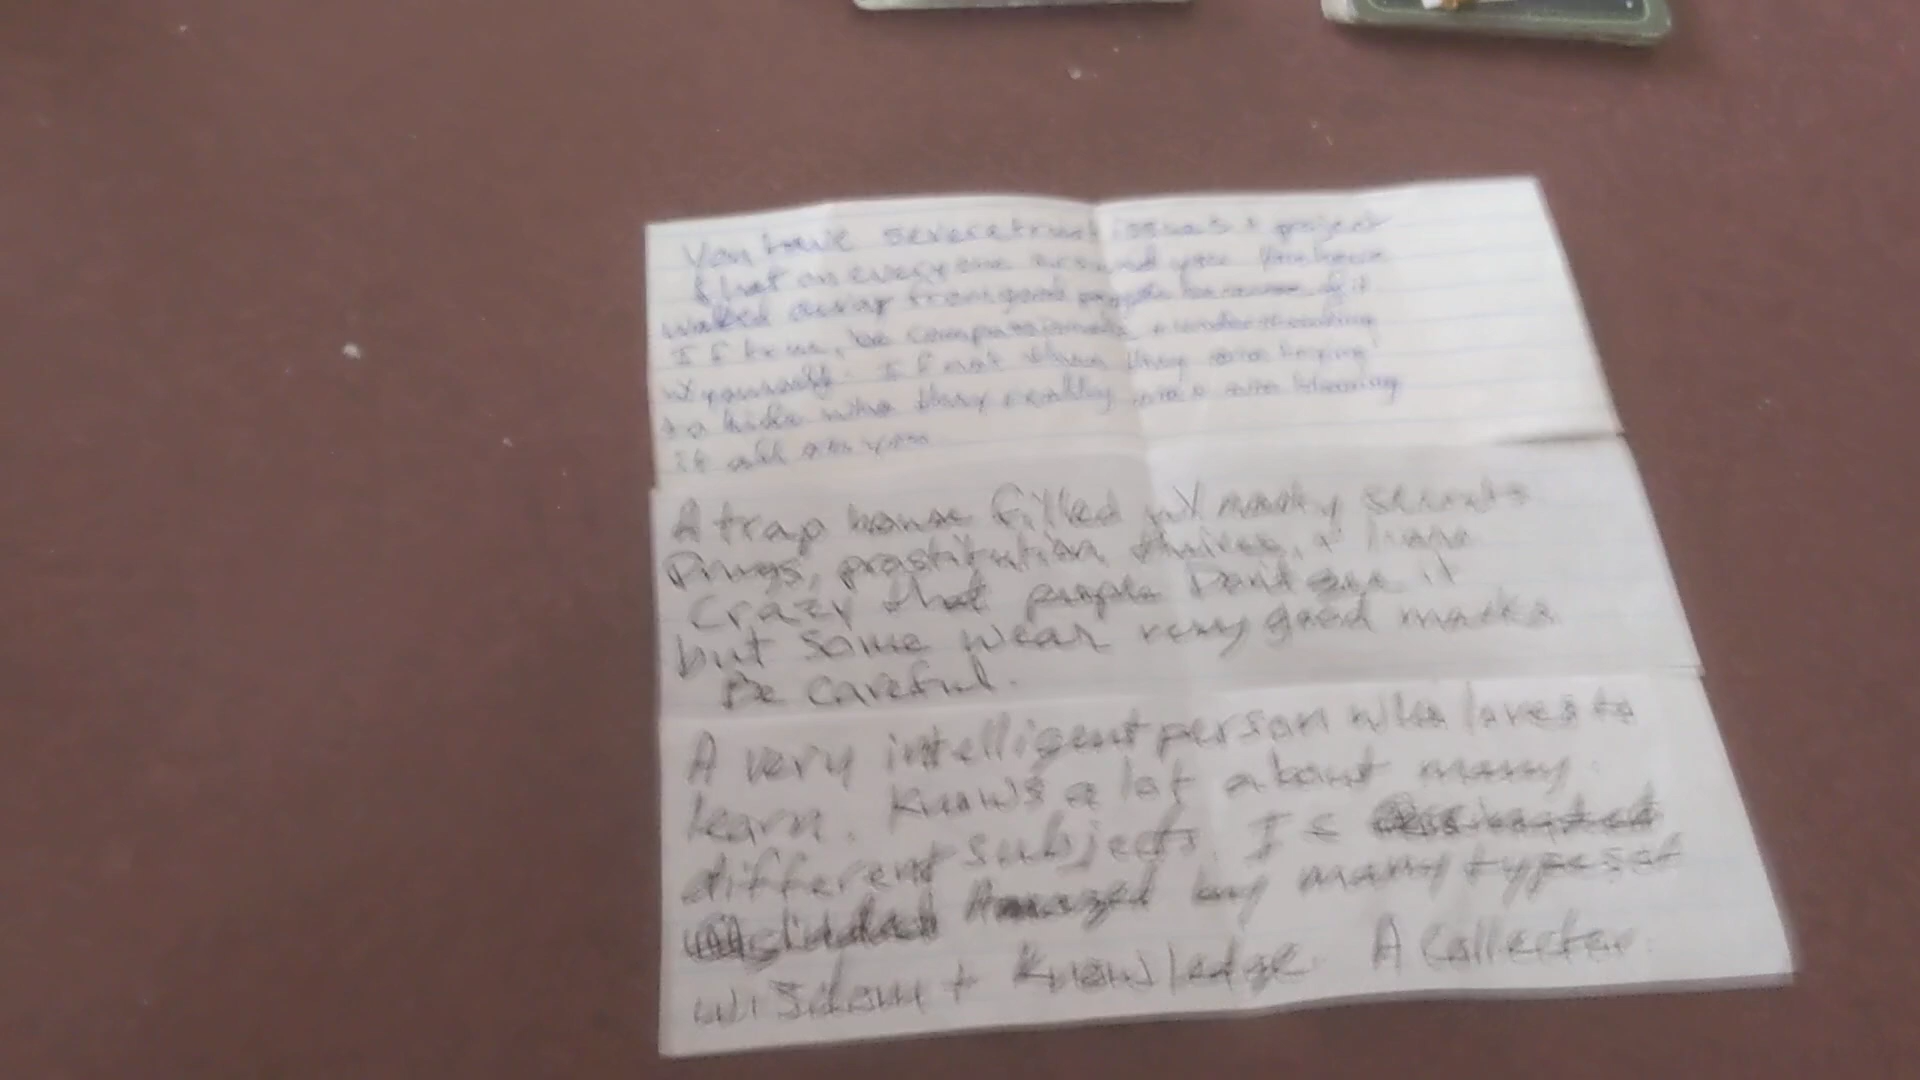 You have severe trust issues + project
that on everyone around you You have
walked away from good people because of it
If true, be compassionate + understanding
w/ yourself. If not then they are trying
to hide who they really are + are blaming
it all on you
A trap house filled w/ nasty secrets
Drugs, prostitution thrives, + liars
Crazy that people Dont see it
but some wear very good masks
Be careful.
A very intelligent person who loves to
learn. Knows a lot about many
different subjects. Is
Amazed by many types of
wisdom + Knowledge. A Collector.